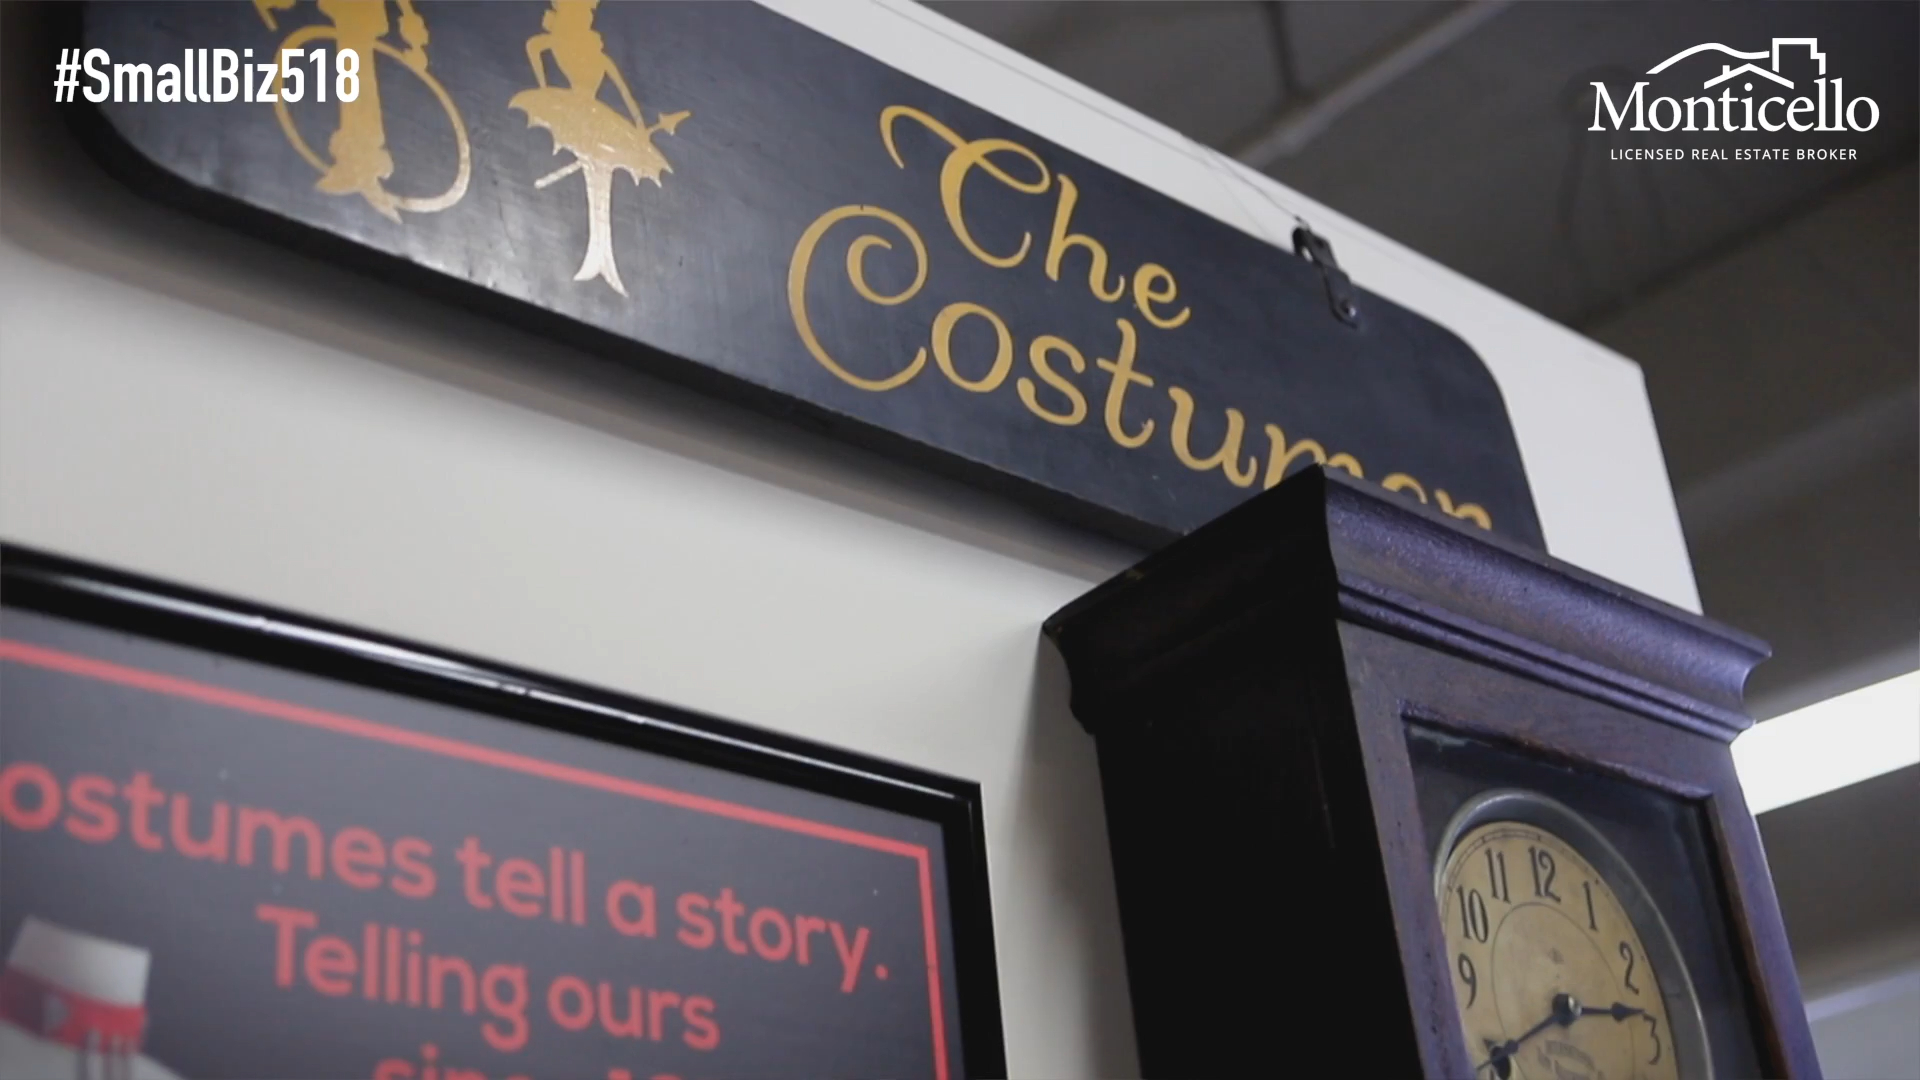 #SmallBiz518
Monticello
LICENSED REAL ESTATE BROKER
The
Costumer
ostumes tell a story.
Telling ours
11 12 1
10 2
9 3